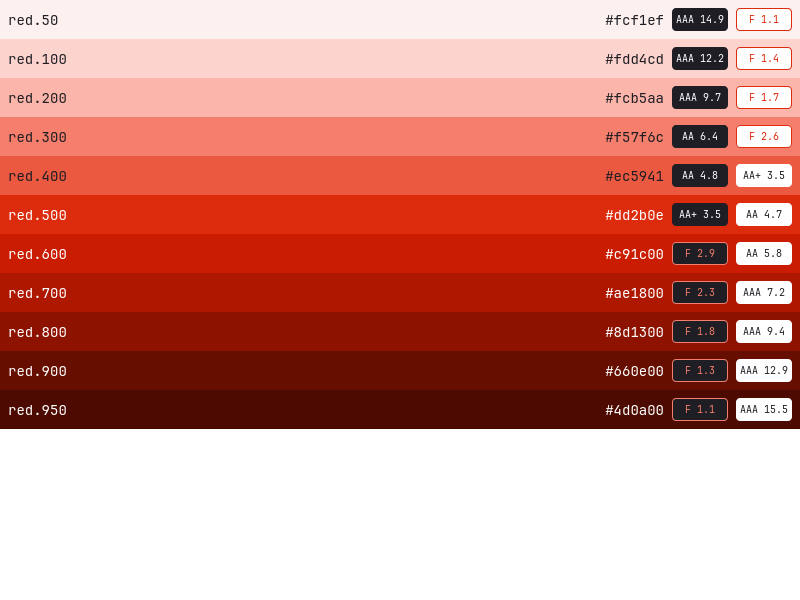 red.50 #fcf1ef AAA 14.9 F 1.1
red.100 #fdd4cd AAA 12.2 F 1.4
red.200 #fcb5aa AAA 9.7 F 1.7
red.300 #f57f6c AA 6.4 F 2.6
red.400 #ec5941 AA 4.8 AA+ 3.5
red.500 #dd2b0e AA+ 3.5 AA 4.7
red.600 #c91c00 F 2.9 AA 5.8
red.700 #ae1800 F 2.3 AAA 7.2
red.800 #8d1300 F 1.8 AAA 9.4
red.900 #660e00 F 1.3 AAA 12.9
red.950 #4d0a00 F 1.1 AAA 15.5